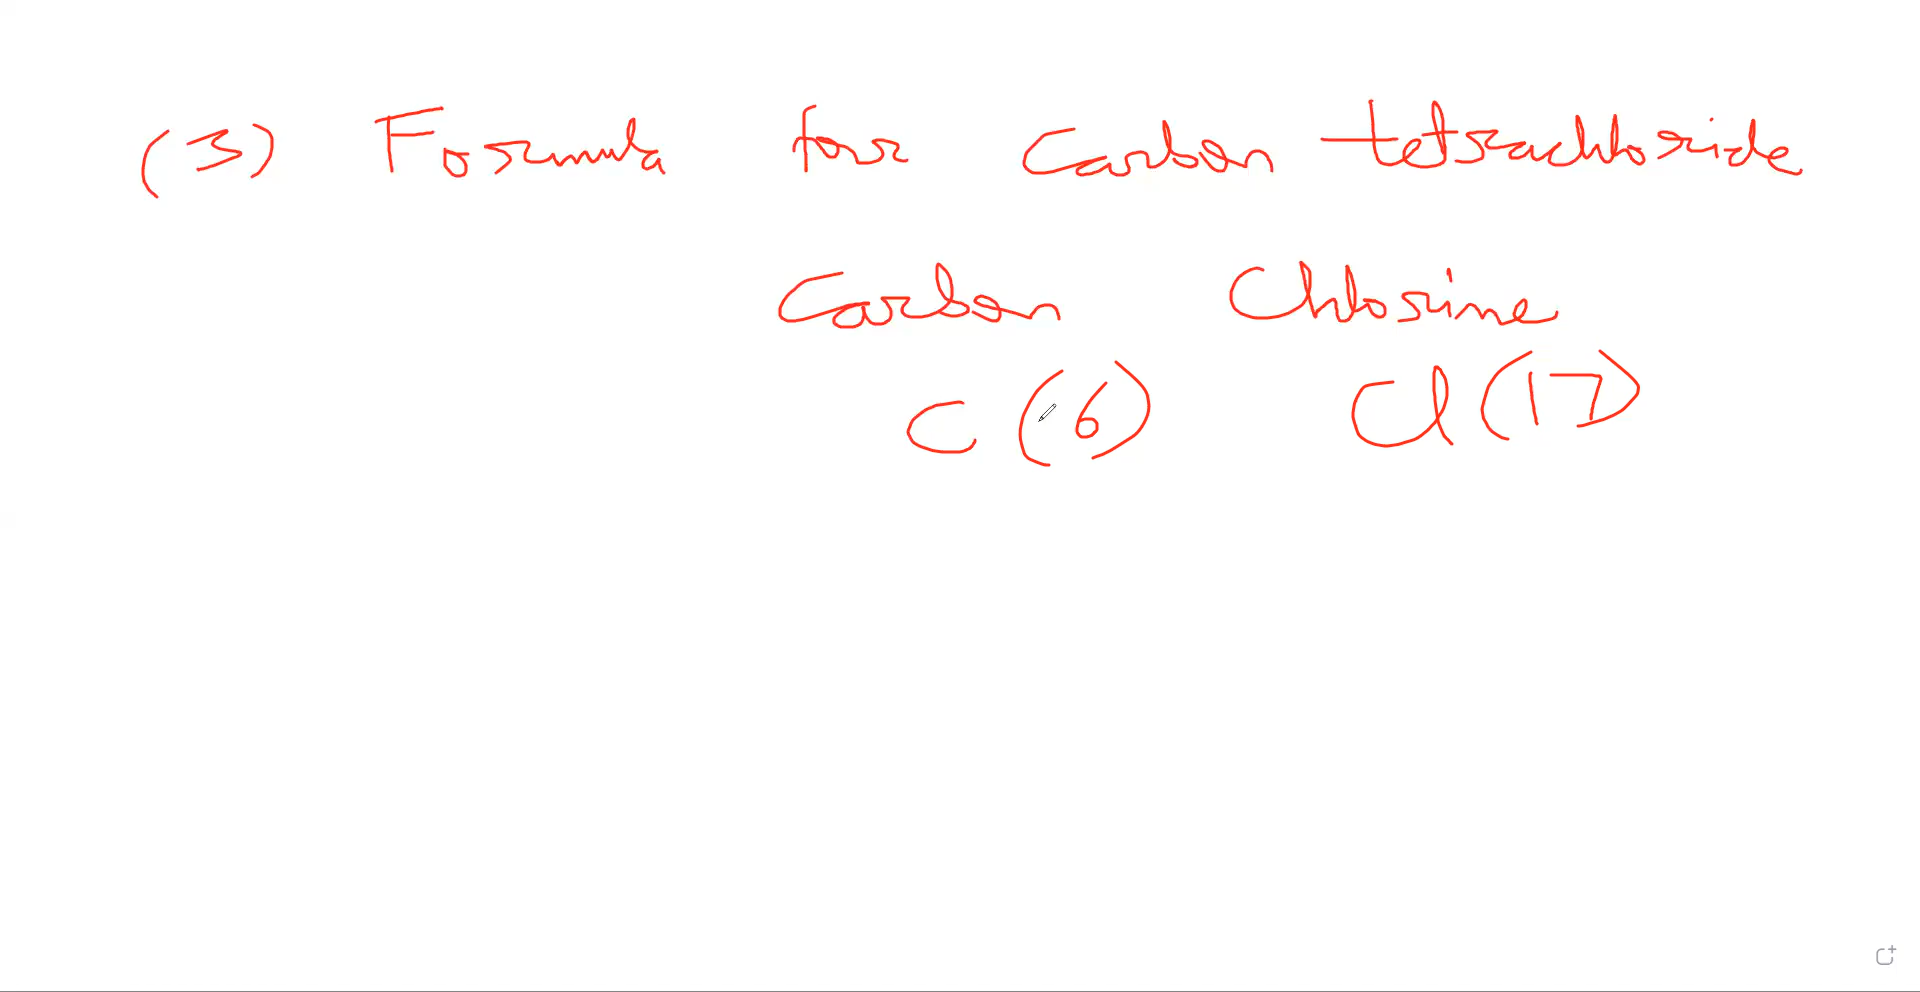 (3) Formula for Carbon tetrachloride
Carbon Chlorine
C (6) Cl (17)